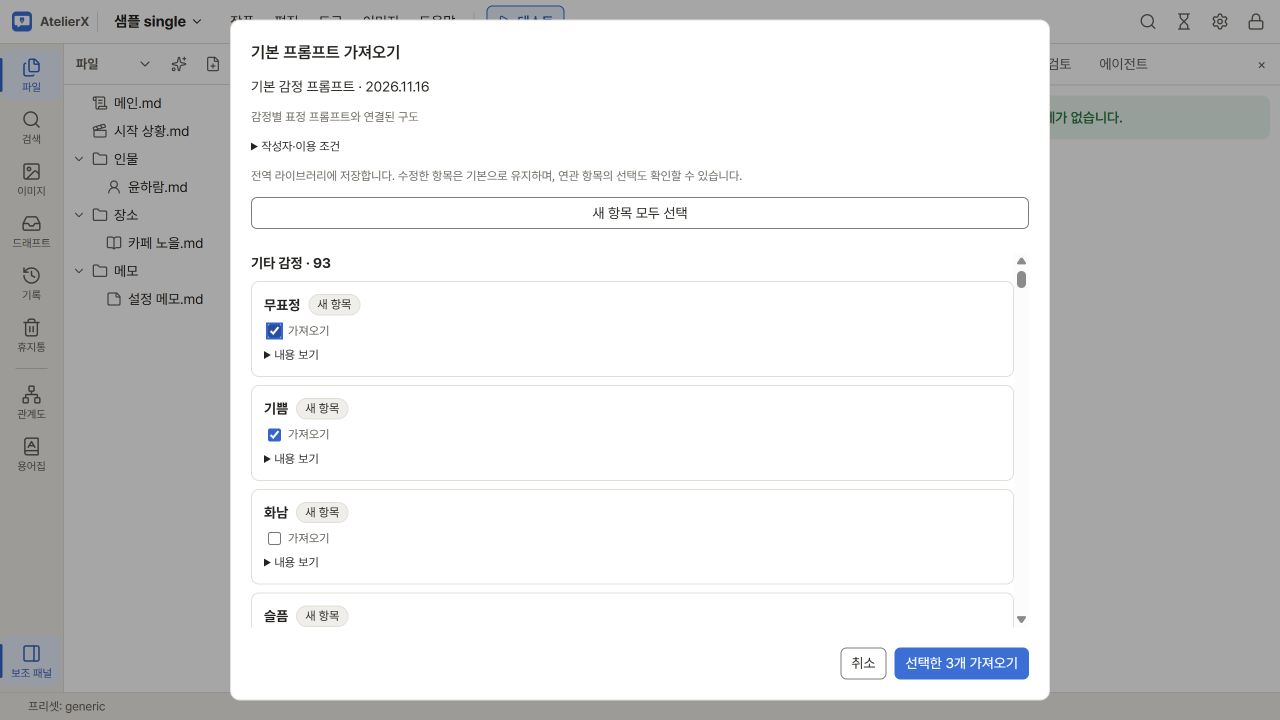 AtelierX
샘플 single
기본 프롬프트 가져오기
기본 감정 프롬프트 · 2026.11.16
감정별 표정 프롬프트와 연결된 구도
▶ 작성자·이용 조건
전역 라이브러리에 저장합니다. 수정한 항목은 기본으로 유지하며, 연관 항목의 선택도 확인할 수 있습니다.
새 항목 모두 선택
기타 감정 · 93
무표정 새 항목
가져오기
▶ 내용 보기
기쁨 새 항목
가져오기
▶ 내용 보기
화남 새 항목
가져오기
▶ 내용 보기
슬픔 새 항목
취소
선택한 3개 가져오기
파일
검색
이미지
드래프트
기록
휴지통
관계도
용어집
보조 패널
파일
메인.md
시작 상황.md
인물
윤하람.md
장소
카페 노을.md
메모
설정 메모.md
검토
에이전트
×
가 없습니다.
프리셋: generic